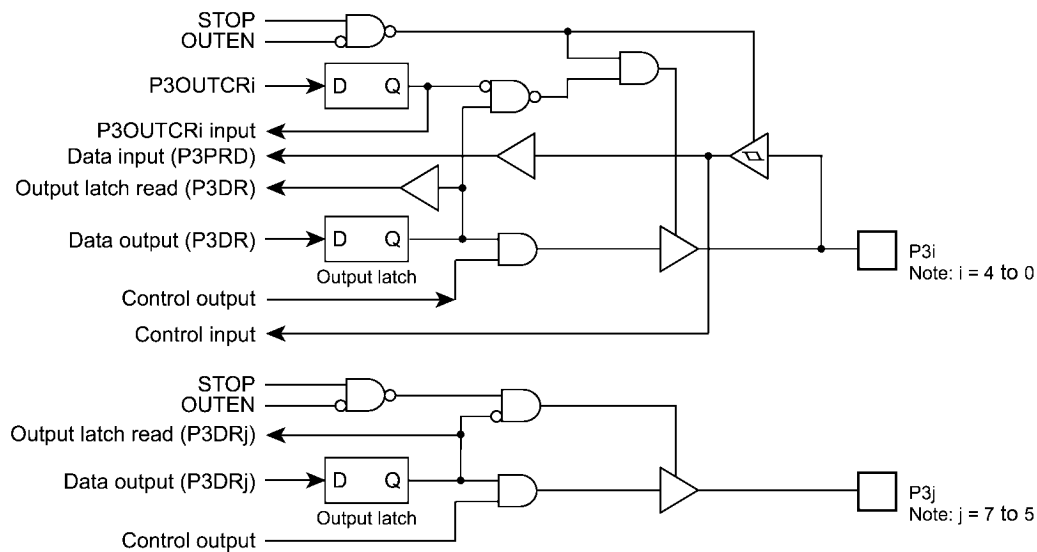 STOP
OUTEN
P3OUTCRi
D Q
P3OUTCRi input
Data input (P3PRD)
Output latch read (P3DR)
Data output (P3DR)
D Q
Output latch
P3i
Note: i = 4 to 0
Control output
Control input
STOP
OUTEN
Output latch read (P3DRj)
Data output (P3DRj)
D Q
Output latch
P3j
Note: j = 7 to 5
Control output